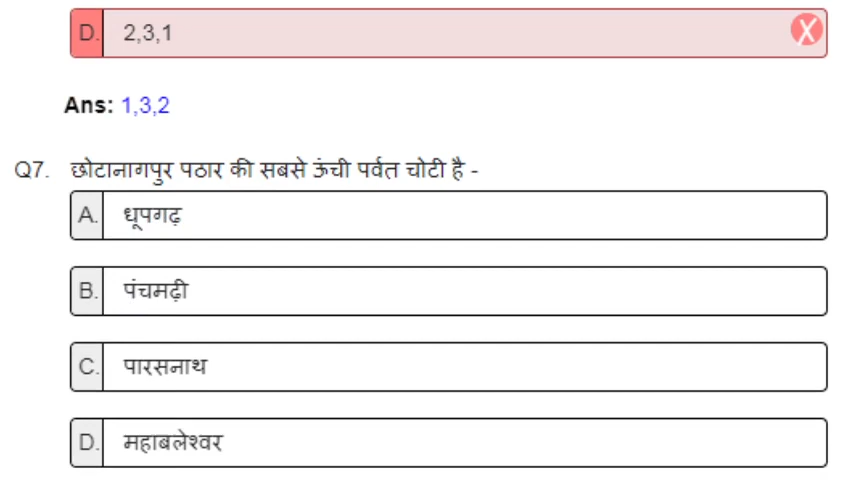 D. 2,3,1
Ans: 1,3,2
Q7. छोटानागपुर पठार की सबसे ऊंची पर्वत चोटी है -
A. धूपगढ़
B. पंचमढ़ी
C. पारसनाथ
D. महाबलेश्वर